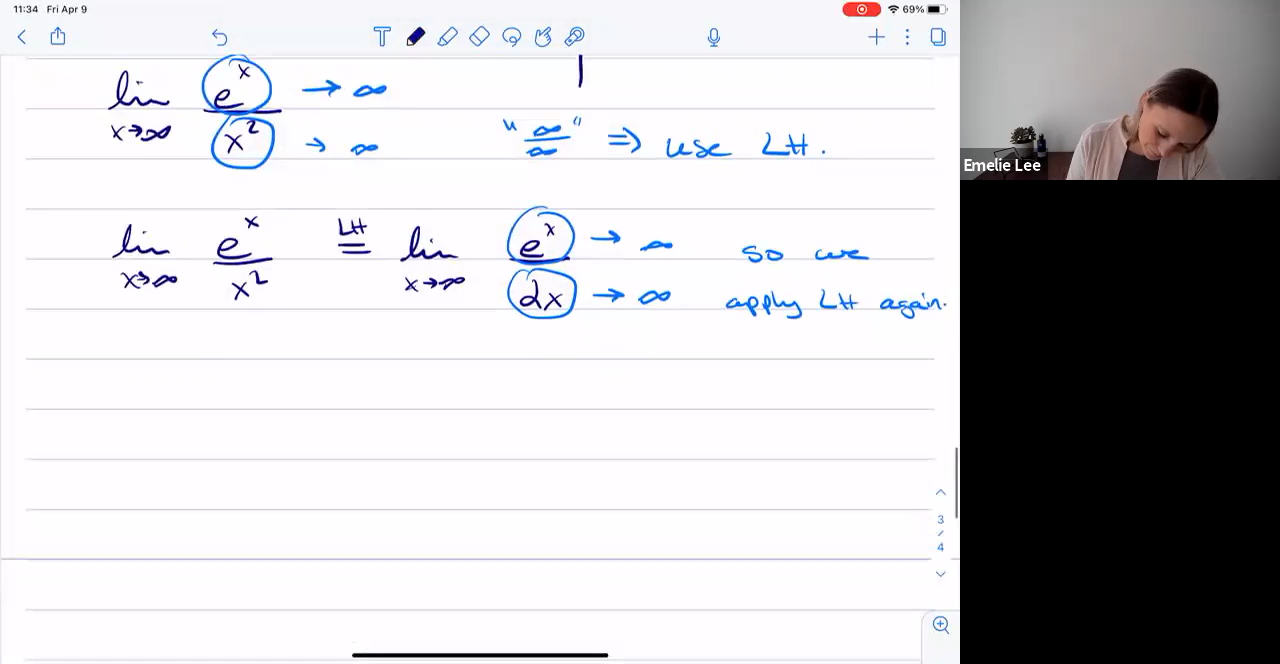 11:34 Fri Apr 9
69%
lim e^x → ∞
x→∞ x^2 → ∞
"∞/∞" ⇒ use LH.
lim e^x LH lim e^x → ∞ so we
x→∞ x^2 = x→∞ 2x → ∞ apply LH again.
Emelie Lee
3
/
4